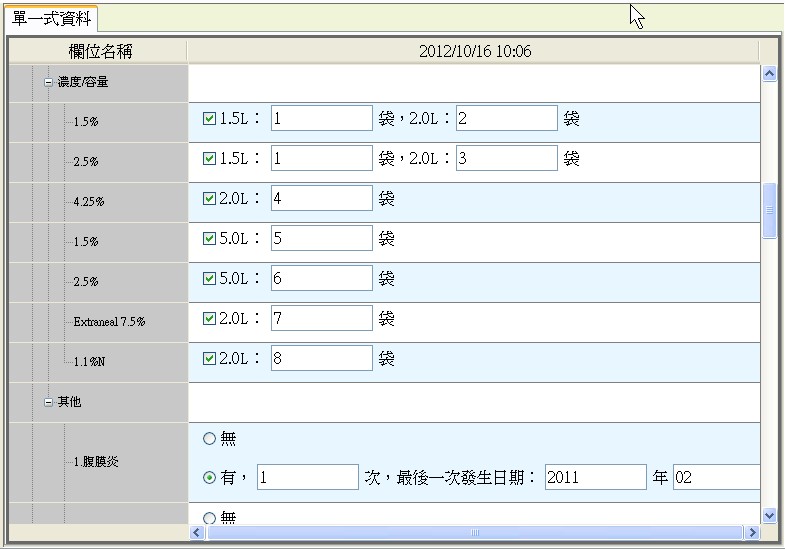 單一式資料
欄位名稱 2012/10/16 10:06
濃度/容量
1.5% 1.5L： 1 袋，2.0L： 2 袋
2.5% 1.5L： 1 袋，2.0L： 3 袋
4.25% 2.0L： 4 袋
1.5% 5.0L： 5 袋
2.5% 5.0L： 6 袋
Extraneal 7.5% 2.0L： 7 袋
1.1%N 2.0L： 8 袋
其他
無
1.腹膜炎
有， 1 次，最後一次發生日期： 2011 年 02
無